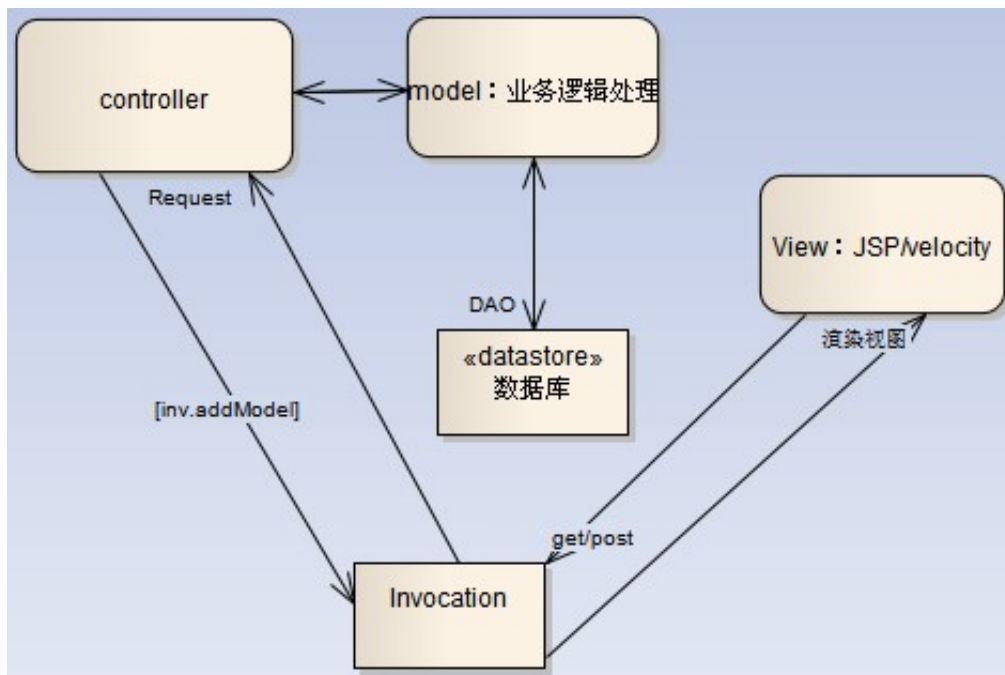 controller
model：业务逻辑处理
Request
View：JSP/velocity
DAO
渲染视图
«datastore»
数据库
[inv.addModel]
get/post
Invocation